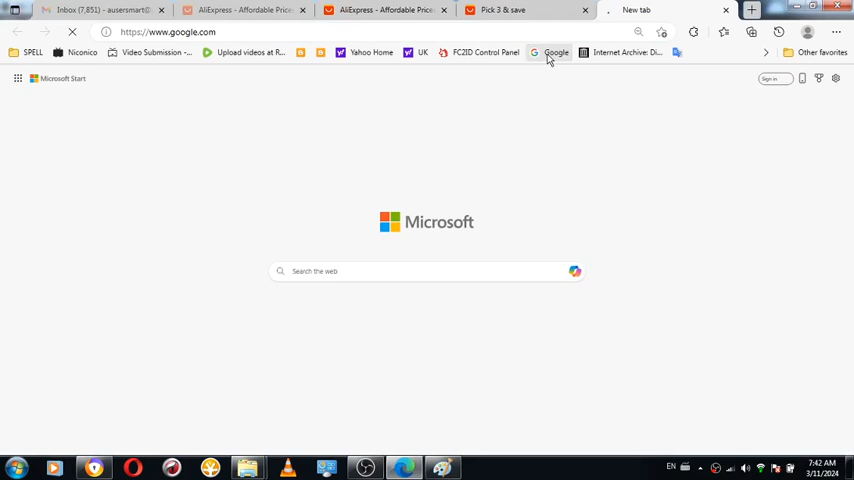 Inbox (7,851) - ausersmart@
AliExpress - Affordable Price
AliExpress - Affordable Price
Pick 3 & save
New tab
https://www.google.com
SPELL
Niconico
Video Submission -...
Upload videos at R...
Yahoo Home
UK
FC2ID Control Panel
Google
Internet Archive: Di...
Other favorites
Microsoft Start
Sign in
Microsoft
Search the web
EN
7:42 AM
3/11/2024